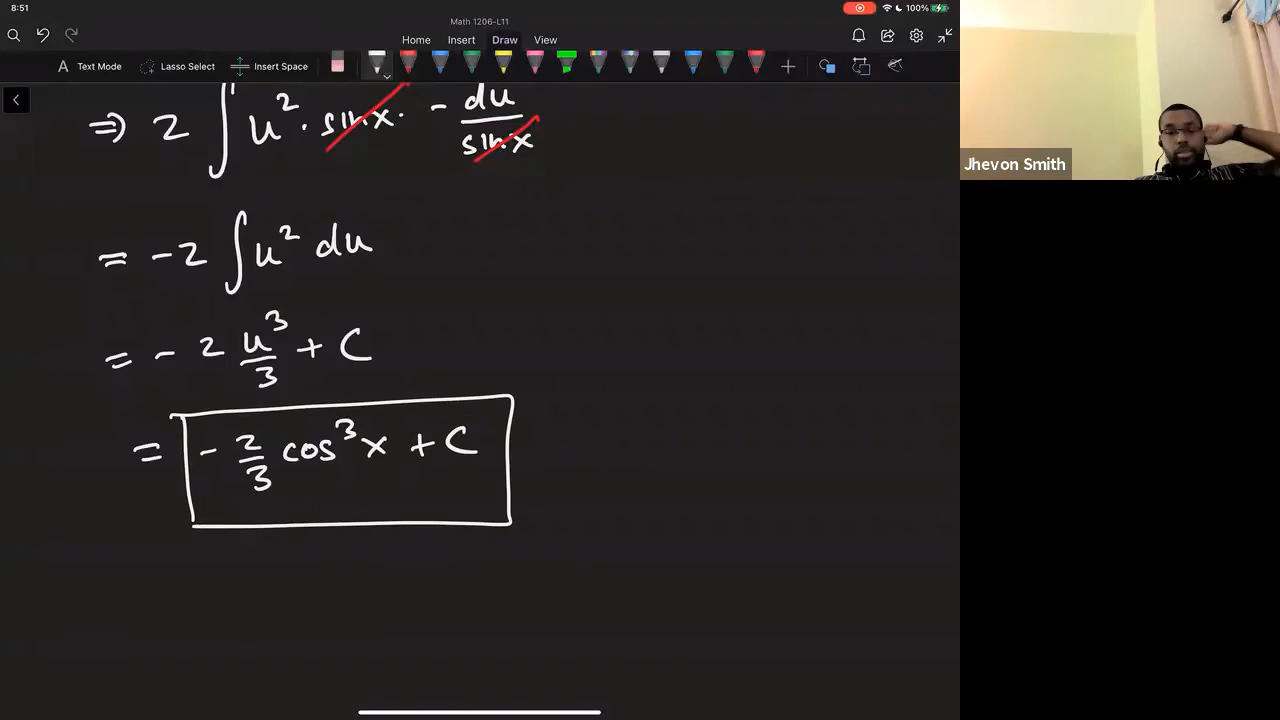 8:51
100%
Math 1206-L11
Home Insert Draw View
Text Mode Lasso Select Insert Space
⇒ 2 ∫ u² · sin x · - du/sin x
= -2 ∫ u² du
= - 2 u³/3 + C
= - 2/3 cos³ x + C
Jhevon Smith